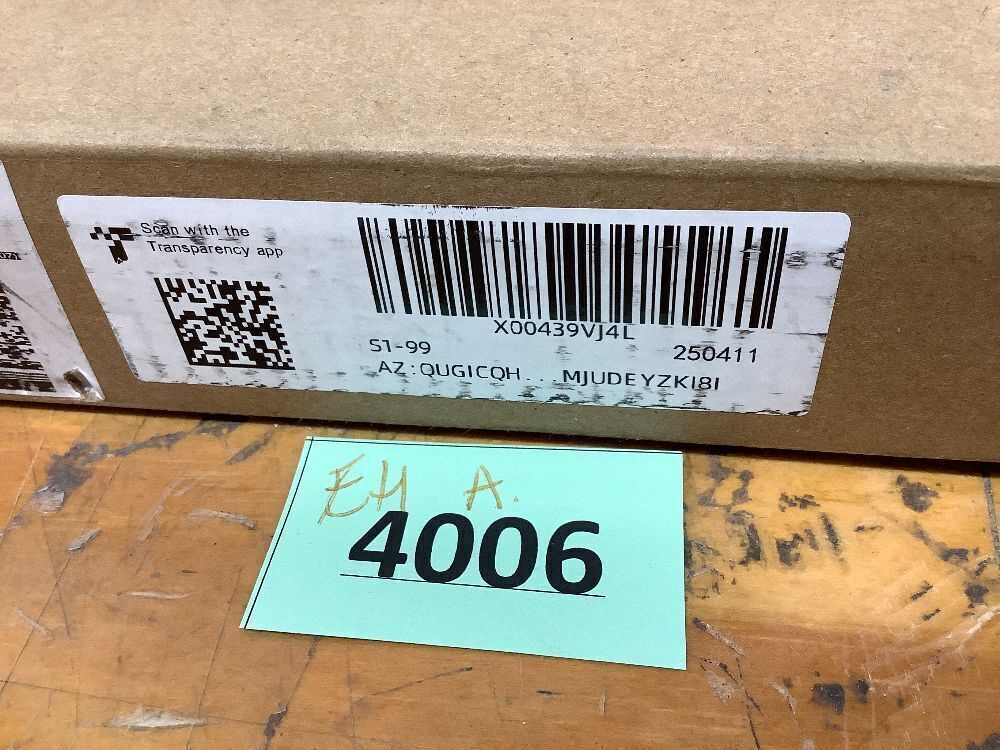 Scan with the
Transparency app
X00439VJ4L
S1-99
250411
AZ:QUGICQH...MJUDEYZKI8I
EH A.
4006